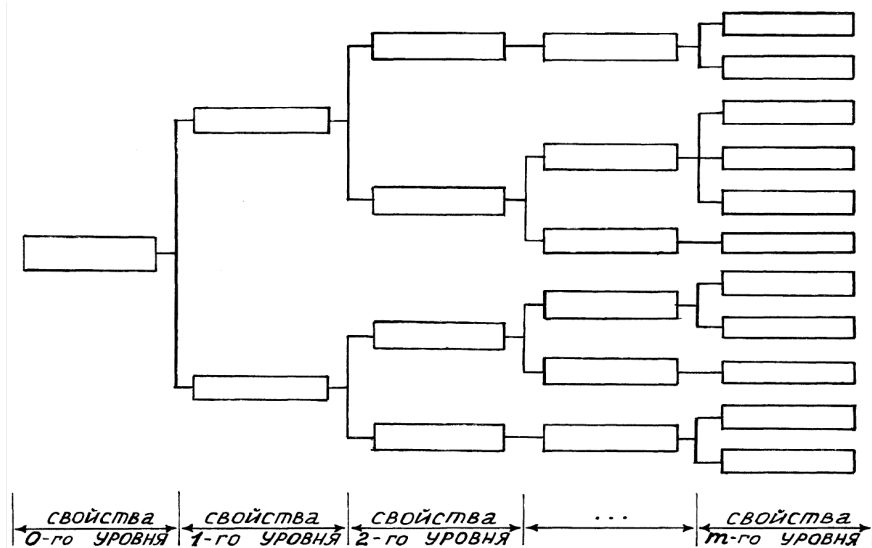 свойства
0-го УРОВНЯ
свойства
1-го УРОВНЯ
свойства
2-го УРОВНЯ
...
свойства
m-го УРОВНЯ